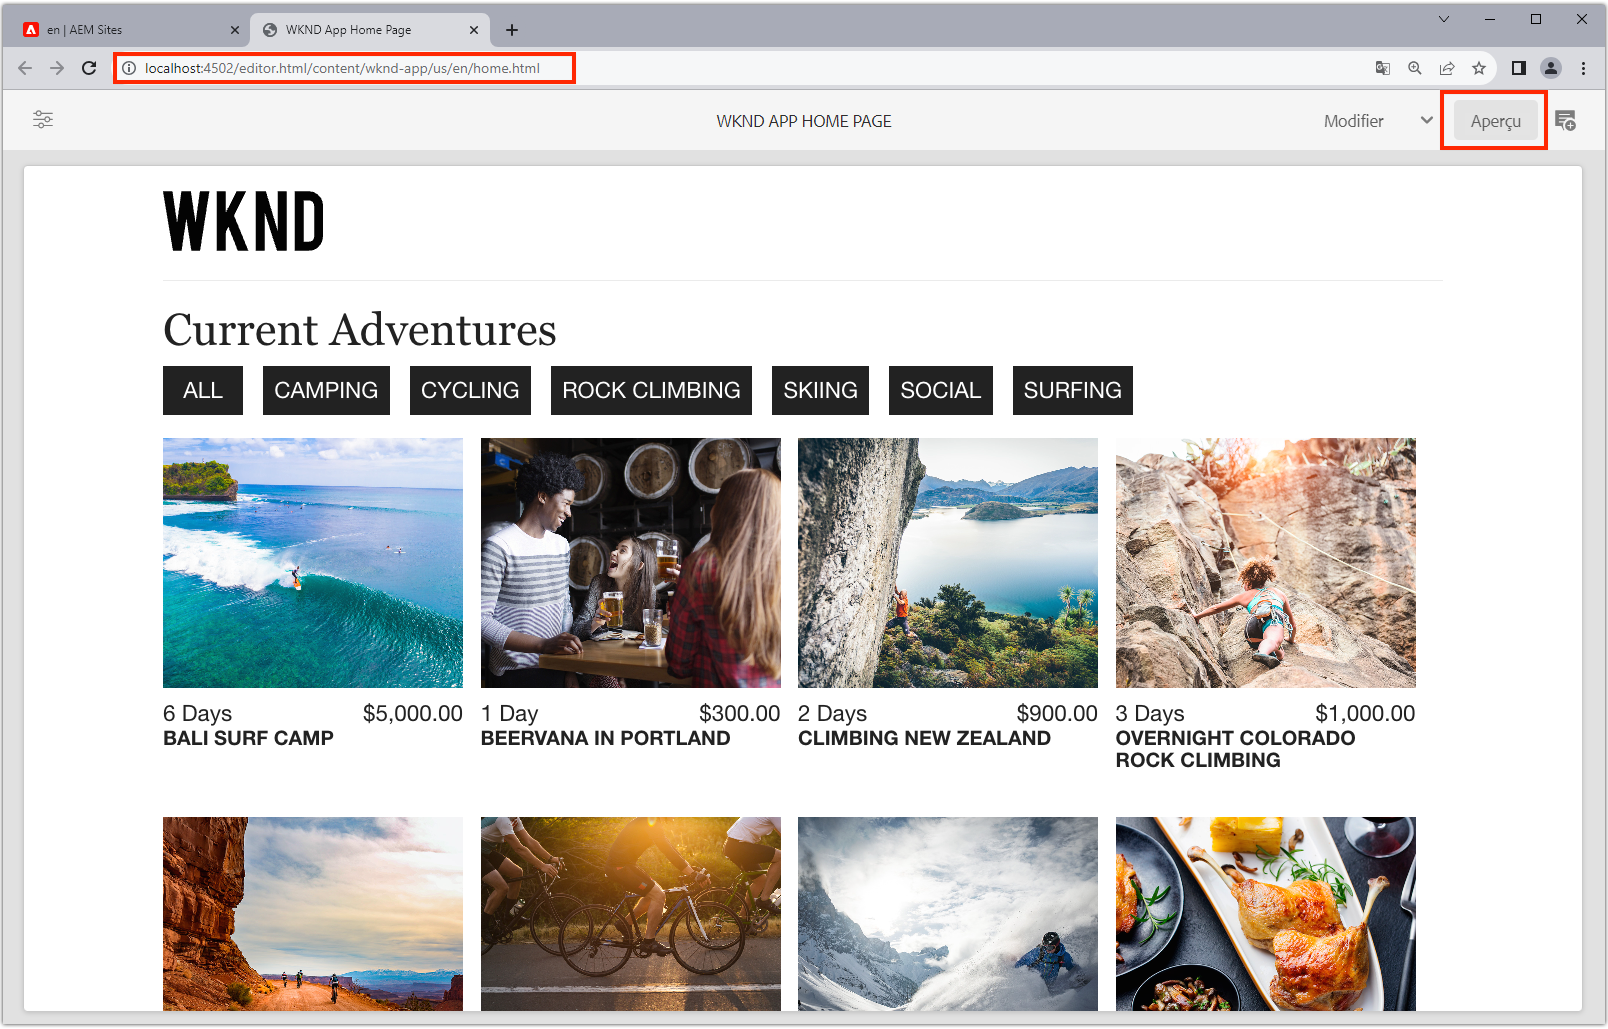 en | AEM Sites
WKND App Home Page
localhost:4502/editor.html/content/wknd-app/us/en/home.html
WKND APP HOME PAGE
Modifier
Aperçu
WKND
Current Adventures
ALL
CAMPING
CYCLING
ROCK CLIMBING
SKIING
SOCIAL
SURFING
6 Days $5,000.00
BALI SURF CAMP
1 Day $300.00
BEERVANA IN PORTLAND
2 Days $900.00
CLIMBING NEW ZEALAND
3 Days $1,000.00
OVERNIGHT COLORADO
ROCK CLIMBING